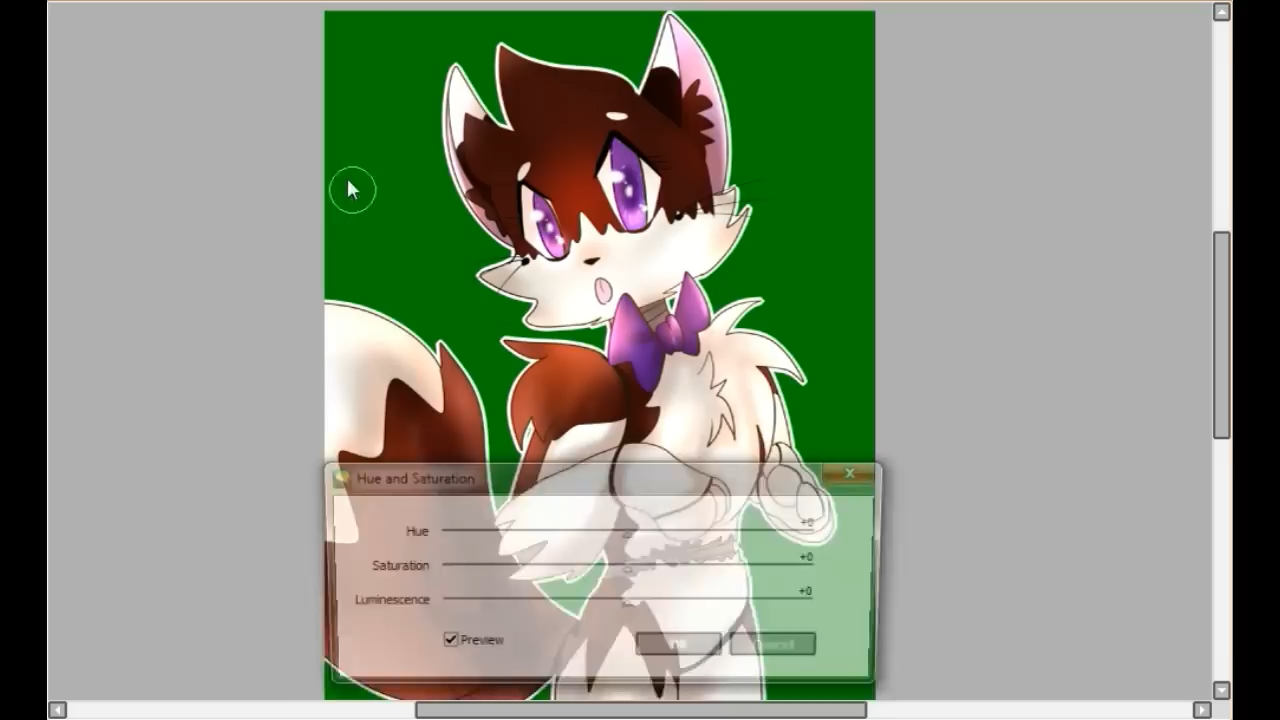 Hue and Saturation
Hue +0
Saturation +0
Luminescence +0
Preview